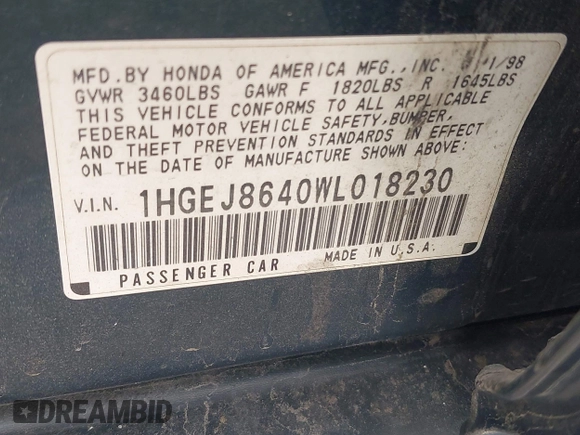 MFD. BY HONDA OF AMERICA MFG., INC. 1/98
GVWR 3460LBS GAWR F 1820LBS R 1645LBS
THIS VEHICLE CONFORMS TO ALL APPLICABLE
FEDERAL MOTOR VEHICLE SAFETY, BUMPER,
AND THEFT PREVENTION STANDARDS IN EFFECT
ON THE DATE OF MANUFACTURE SHOWN ABOVE:
V.I.N. 1HGEJ8640WL018230
PASSENGER CAR MADE IN U.S.A.
DREAMBID